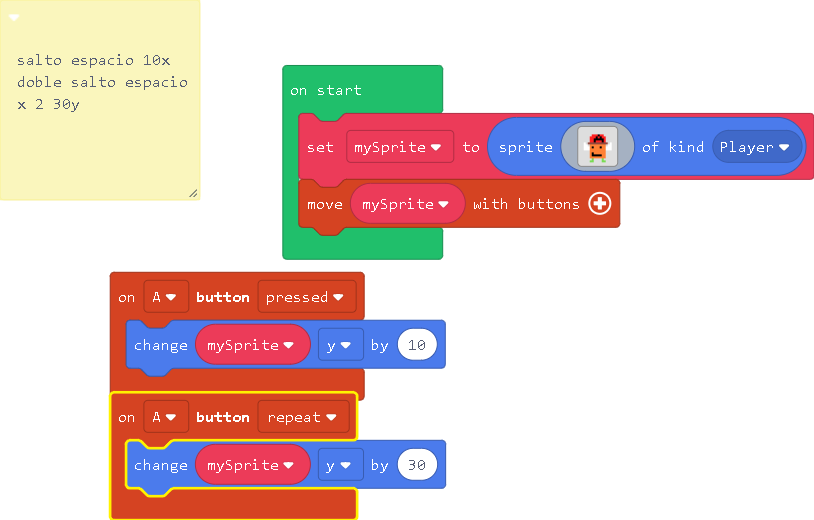 salto espacio 10x
doble salto espacio
x 2 30y
on start
set mySprite to sprite of kind Player
move mySprite with buttons
on A button pressed
change mySprite y by 10
on A button repeat
change mySprite y by 30